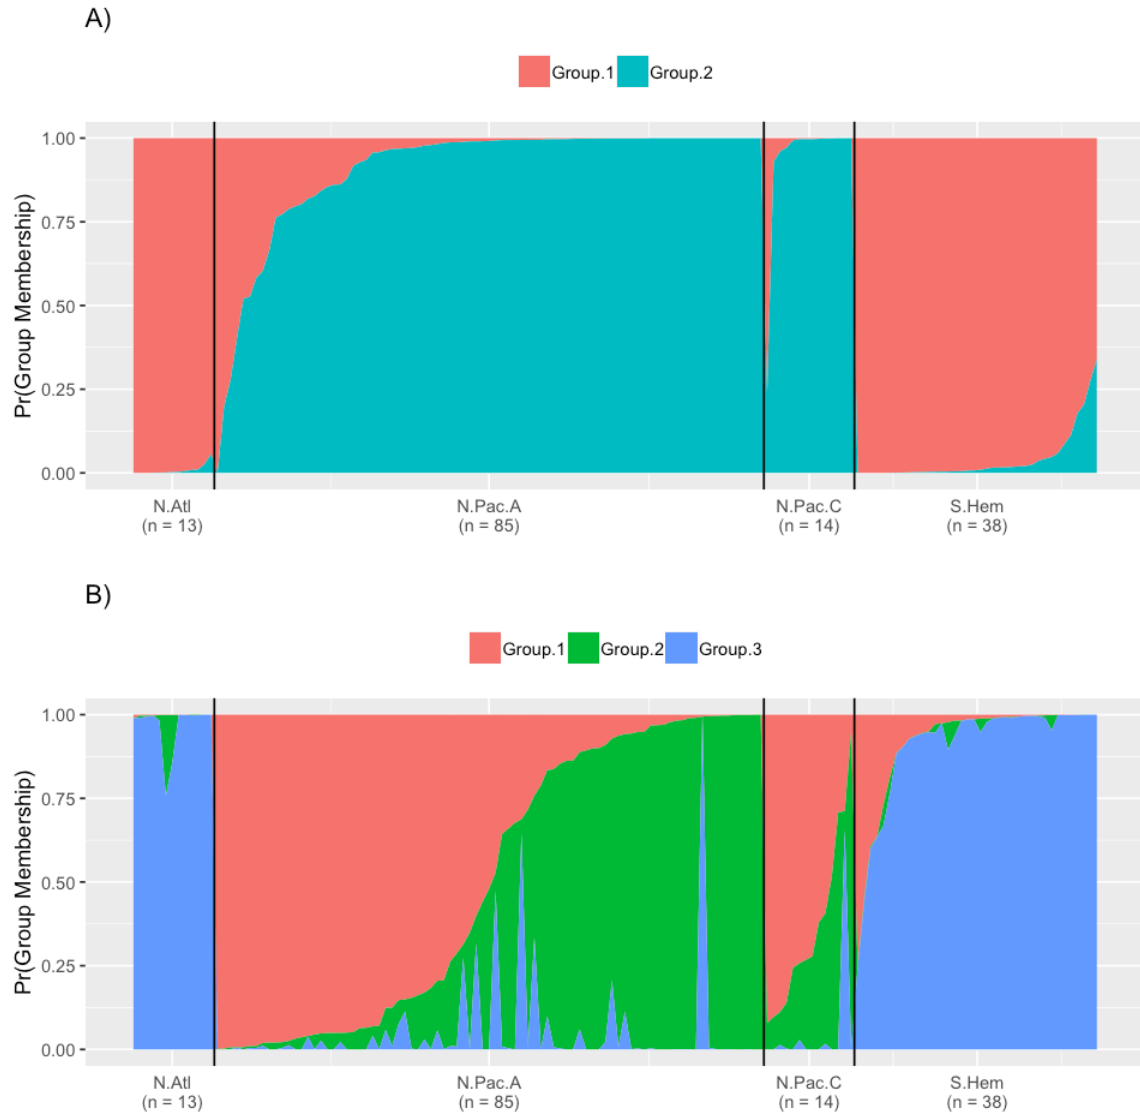 A)
Group.1 Group.2
Pr(Group Membership)
1.00
0.75
0.50
0.25
0.00
N.Atl N.Pac.A N.Pac.C S.Hem
(n = 13) (n = 85) (n = 14) (n = 38)
B)
Group.1 Group.2 Group.3
Pr(Group Membership)
1.00
0.75
0.50
0.25
0.00
N.Atl N.Pac.A N.Pac.C S.Hem
(n = 13) (n = 85) (n = 14) (n = 38)